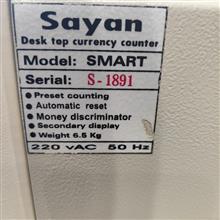 Sayan
Desk top currency counter
Model: SMART
Serial: S-1891
● Preset counting
● Automatic reset
● Money discriminator
● Secondary display
● Weight 6.5 Kg
220 vAC 50 Hz